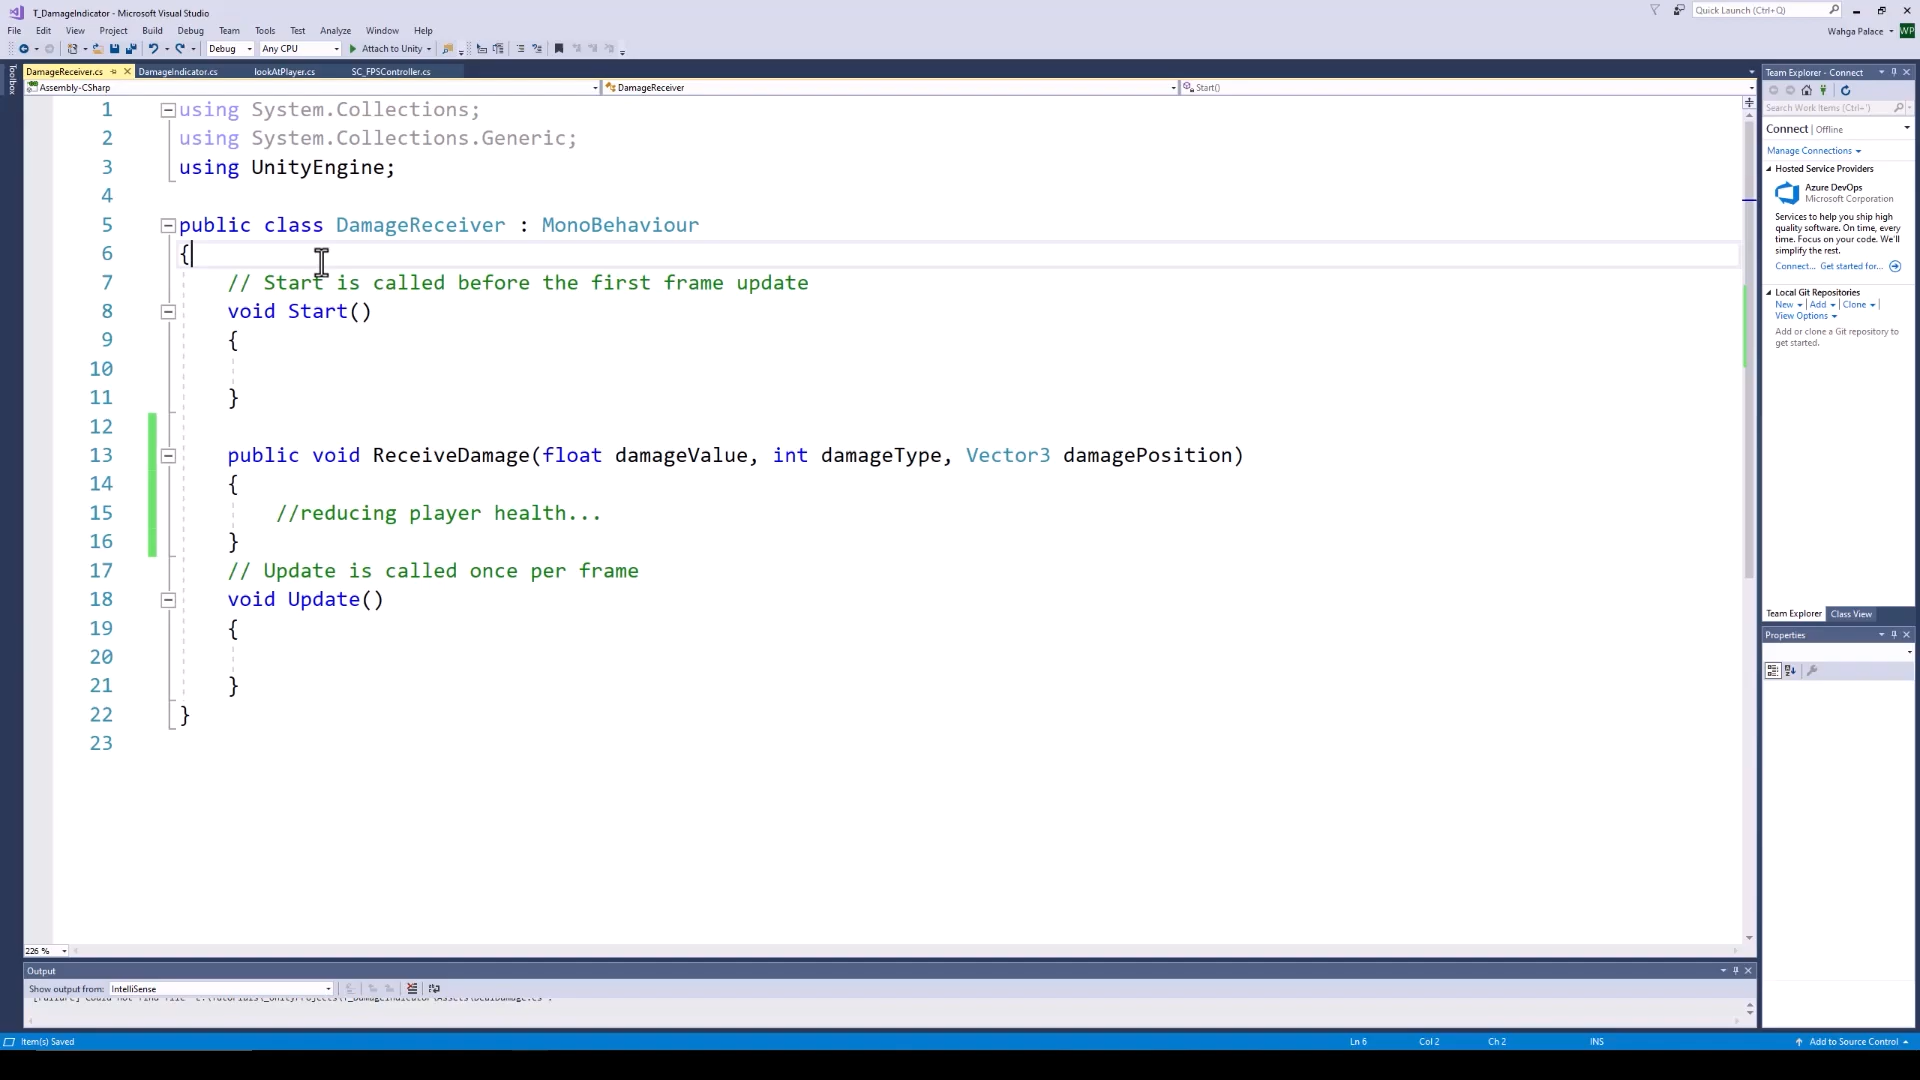 T_DamageIndicator - Microsoft Visual Studio
Quick Launch (Ctrl+Q)
File Edit View Project Build Debug Team Tools Test Analyze Window Help
Wahga Palace WP
Debug Any CPU Attach to Unity
Toolbox
DamageReceiver.cs DamageIndicator.cs lookAtPlayer.cs SC_FPSController.cs
Assembly-CSharp DamageReceiver Start()
1 using System.Collections;
2 using System.Collections.Generic;
3 using UnityEngine;
4
5 public class DamageReceiver : MonoBehaviour
6 {
7 // Start is called before the first frame update
8 void Start()
9 {
10
11 }
12
13 public void ReceiveDamage(float damageValue, int damageType, Vector3 damagePosition)
14 {
15 //reducing player health...
16 }
17 // Update is called once per frame
18 void Update()
19 {
20
21 }
22 }
23
226 %
Team Explorer - Connect
Search Work Items (Ctrl+')
Connect | Offline
Manage Connections
Hosted Service Providers
Azure DevOps
Microsoft Corporation
Services to help you ship high
quality software. On time, every
time. Focus on your code. We'll
simplify the rest.
Connect... Get started for...
Local Git Repositories
New Add Clone
View Options
Add or clone a Git repository to
get started.
Team Explorer Class View
Properties
Output
Show output from: IntelliSense
Item(s) Saved Ln 6 Col 2 Ch 2 INS Add to Source Control